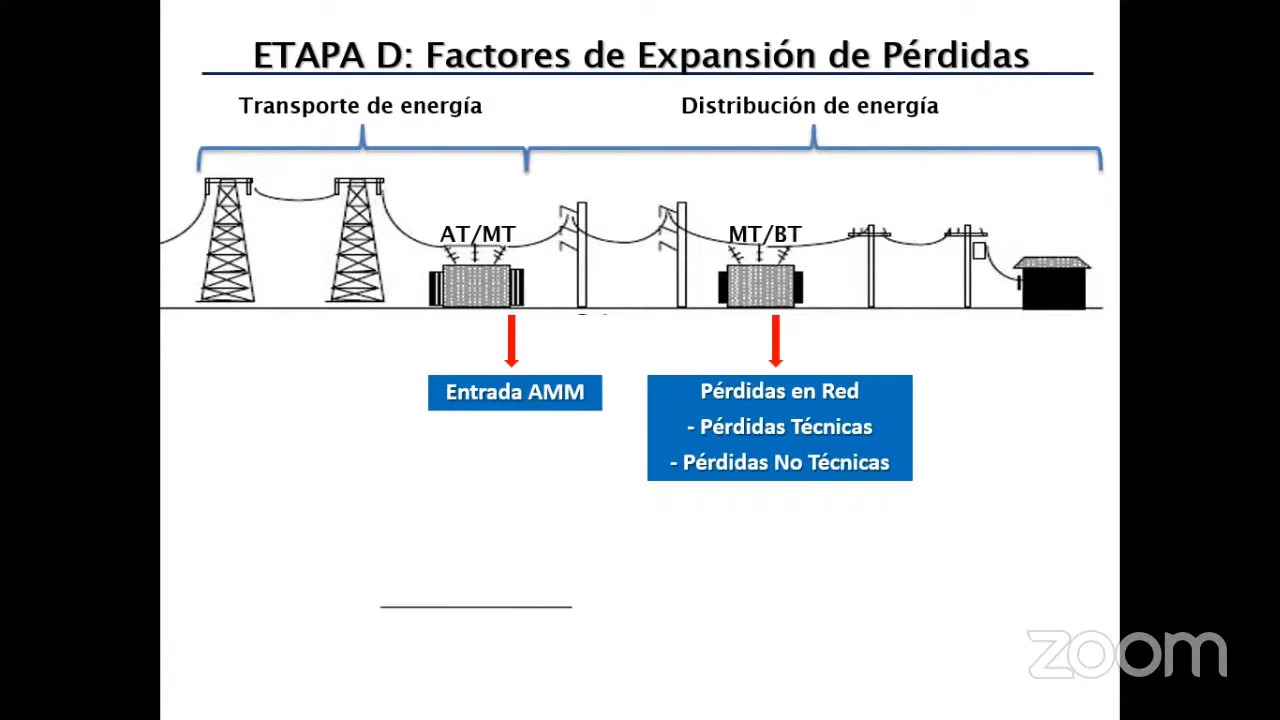 ETAPA D: Factores de Expansión de Pérdidas
Transporte de energía
Distribución de energía
AT/MT
MT/BT
Entrada AMM
Pérdidas en Red
- Pérdidas Técnicas
- Pérdidas No Técnicas
zoom